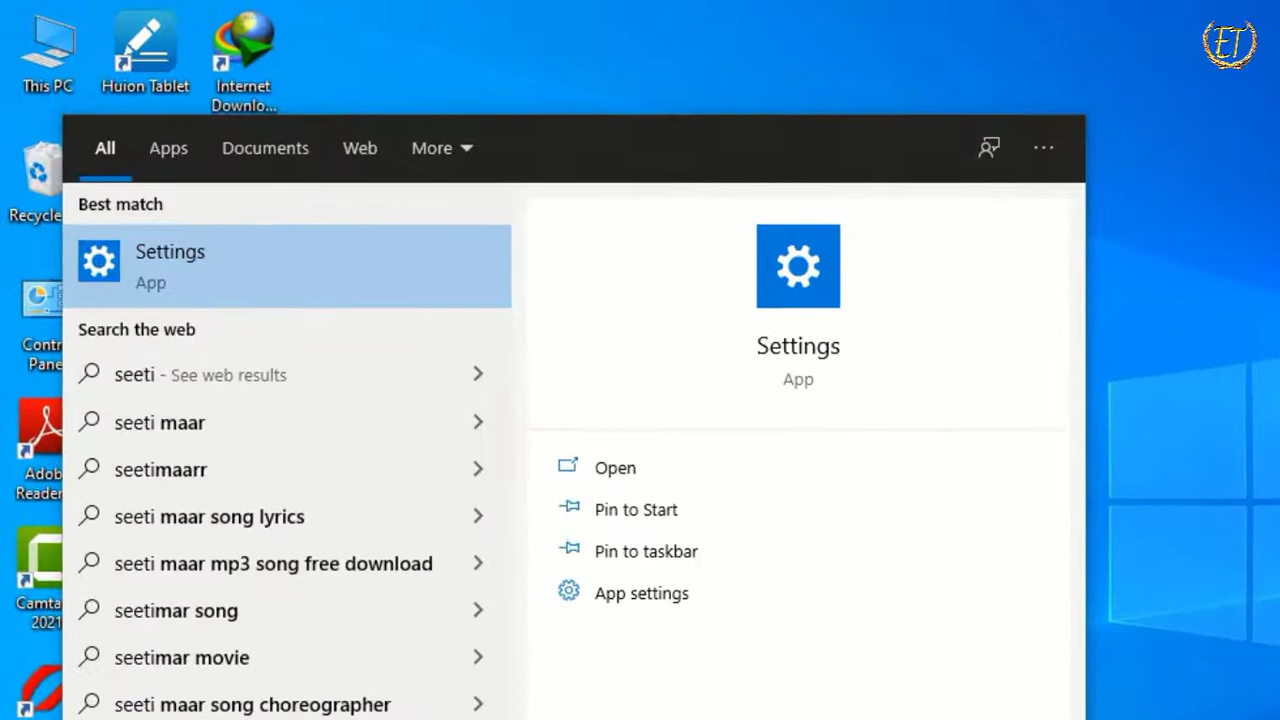 This PC
Huion Tablet
Internet
Downlo...
ET
Recycle
Contr
Pane
Adob
Reader
Camta
2021
All
Apps
Documents
Web
More
Best match
Settings
App
Search the web
seeti - See web results
seeti maar
seetimaarr
seeti maar song lyrics
seeti maar mp3 song free download
seetimar song
seetimar movie
seeti maar song choreographer
Settings
App
Open
Pin to Start
Pin to taskbar
App settings